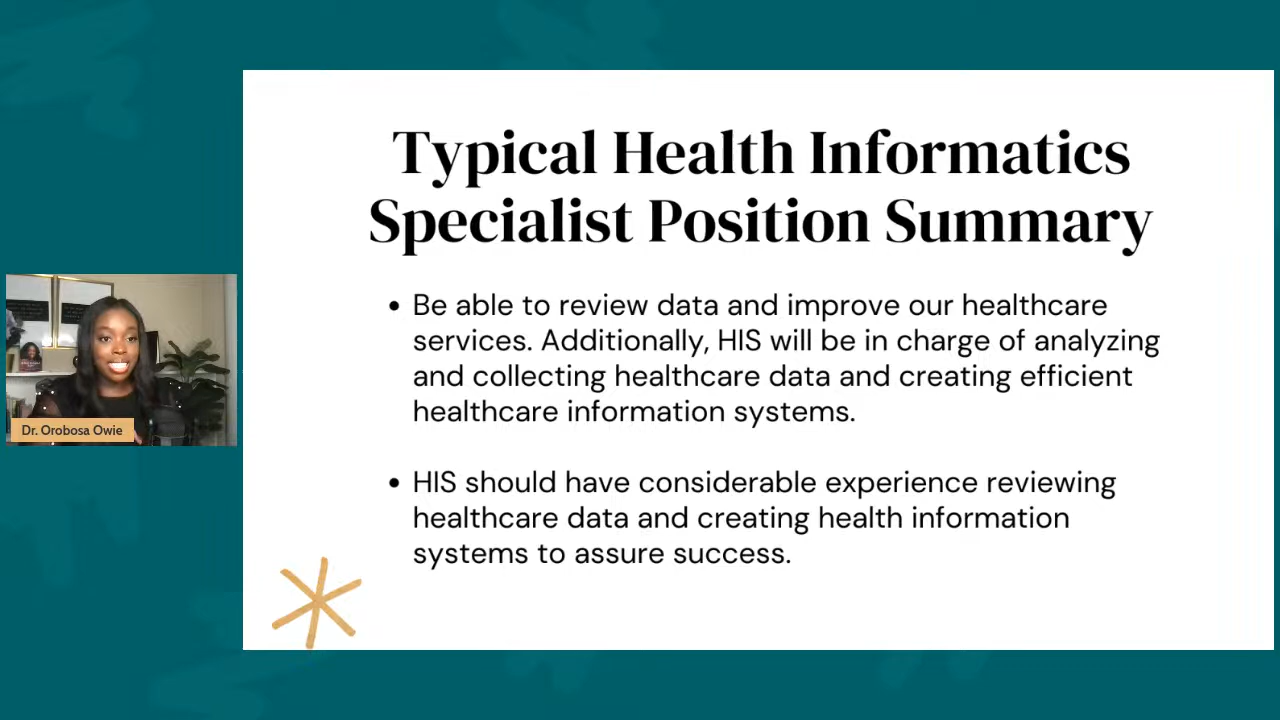 Typical Health Informatics
Specialist Position Summary
• Be able to review data and improve our healthcare
services. Additionally, HIS will be in charge of analyzing
and collecting healthcare data and creating efficient
healthcare information systems.
• HIS should have considerable experience reviewing
healthcare data and creating health information
systems to assure success.
Dr. Orobosa Owie